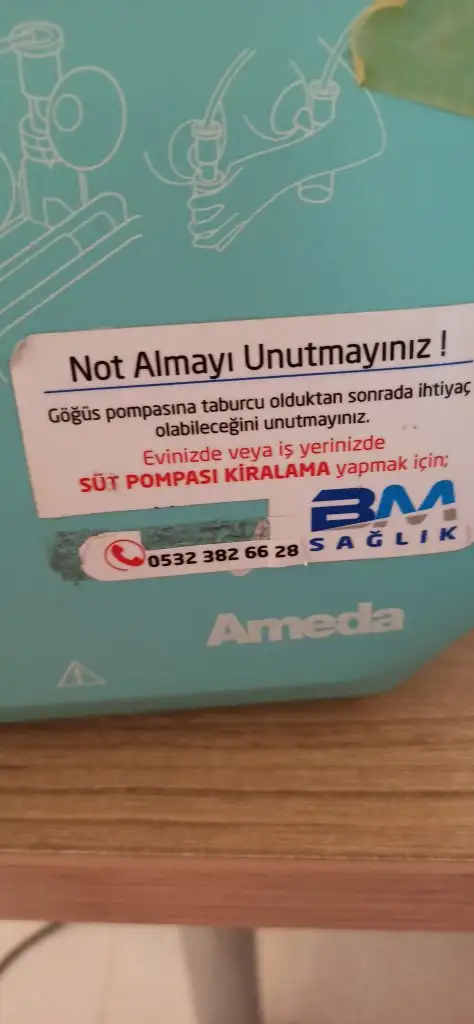 Not Almayı Unutmayınız !
Göğüs pompasına taburcu olduktan sonrada ihtiyaç
olabileceğini unutmayınız.
Evinizde veya iş yerinizde
SÜT POMPASI KİRALAMA yapmak için;
BM
SAĞLIK
0532 382 66 28
Ameda